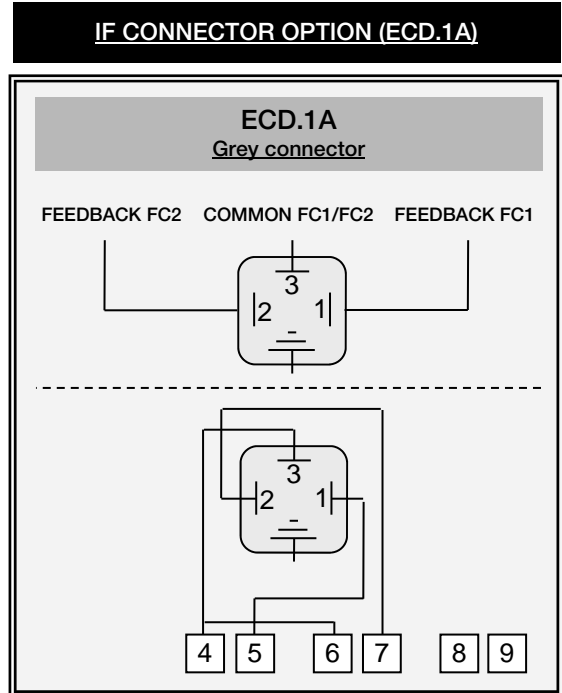 IF CONNECTOR OPTION (ECD.1A)
ECD.1A
Grey connector
FEEDBACK FC2 COMMON FC1/FC2 FEEDBACK FC1
3
2 1
-
3
2 1
-
4 5 6 7 8 9